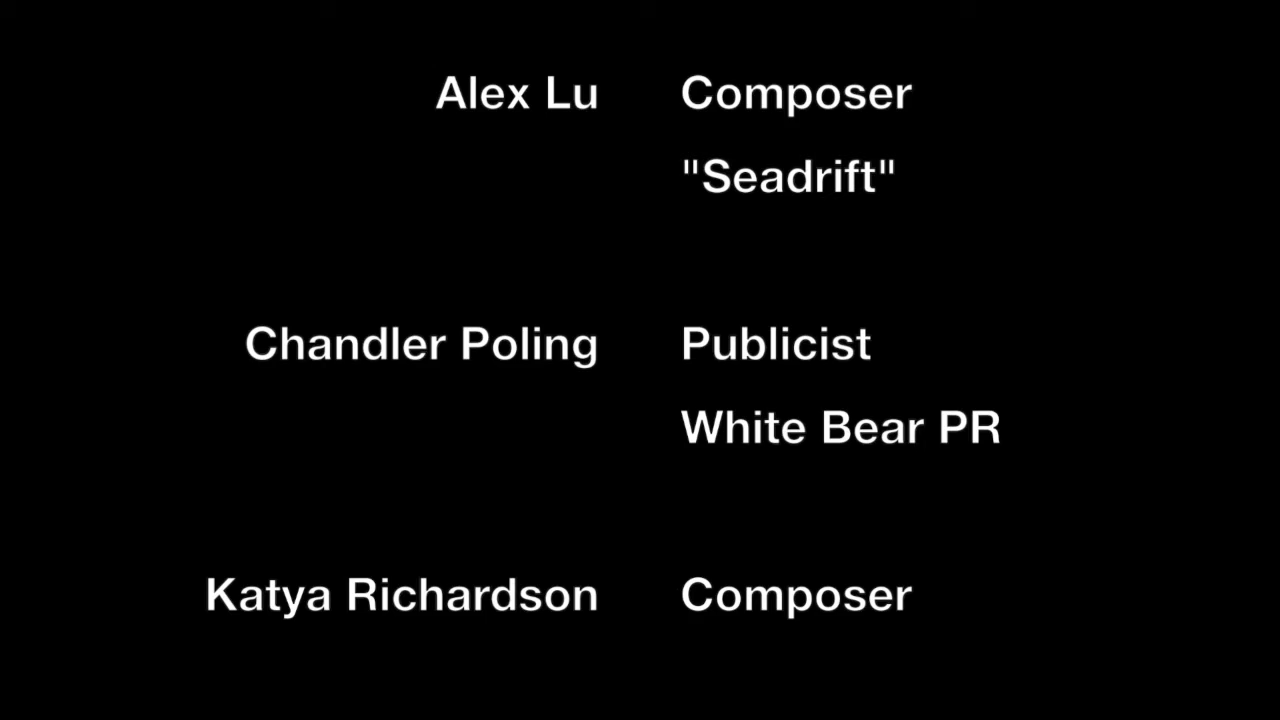 Alex Lu Composer
"Seadrift"
Chandler Poling Publicist
White Bear PR
Katya Richardson Composer